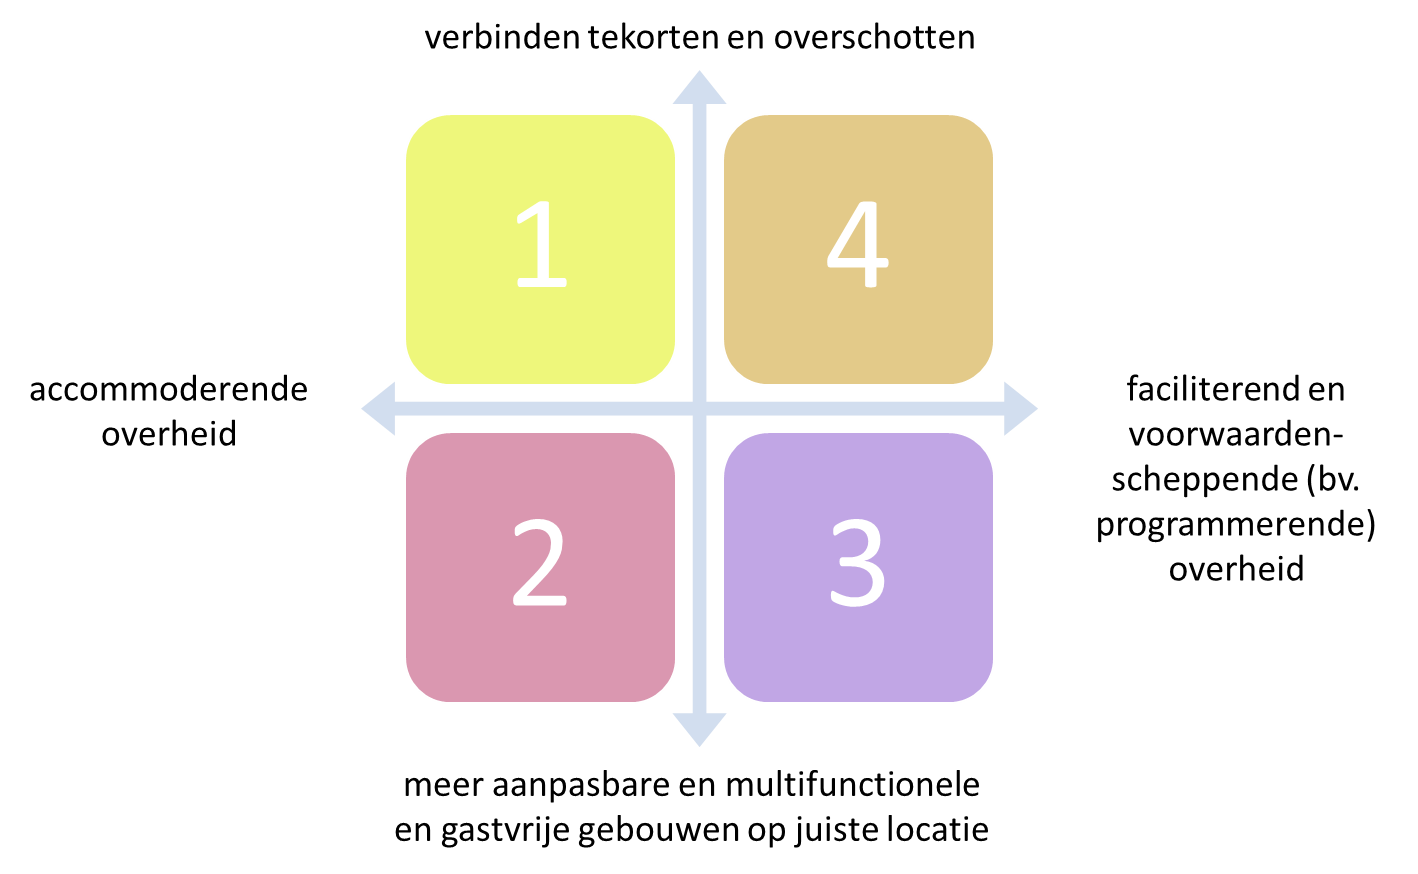 verbinden tekorten en overschotten
1
4
accommoderende
overheid
faciliterend en
voorwaarden-
scheppende (bv.
programmerende)
overheid
2
3
meer aanpasbare en multifunctionele
en gastvrije gebouwen op juiste locatie